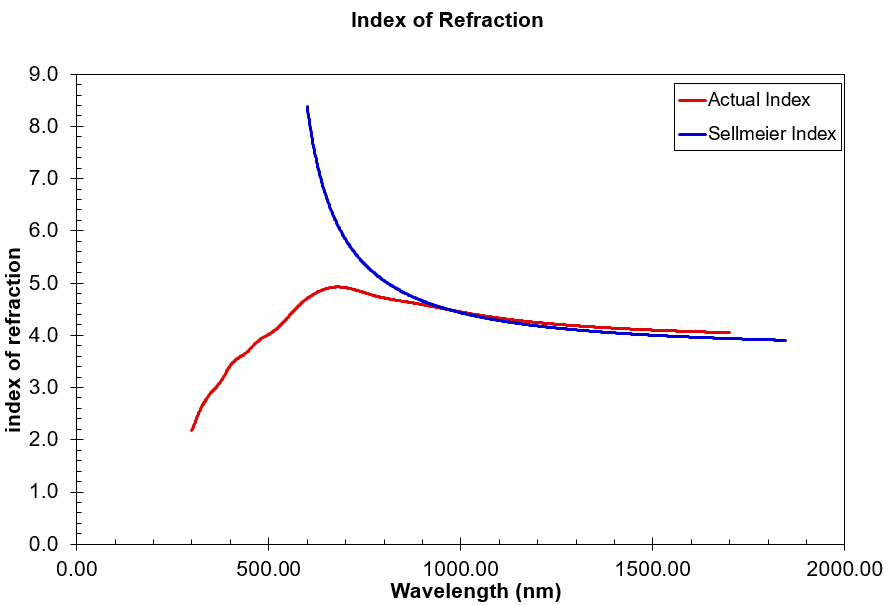 Index of Refraction
9.0
8.0
7.0
6.0
5.0
4.0
3.0
2.0
1.0
0.0
index of refraction
Actual Index
Sellmeier Index
0.00 500.00 1000.00 1500.00 2000.00
Wavelength (nm)